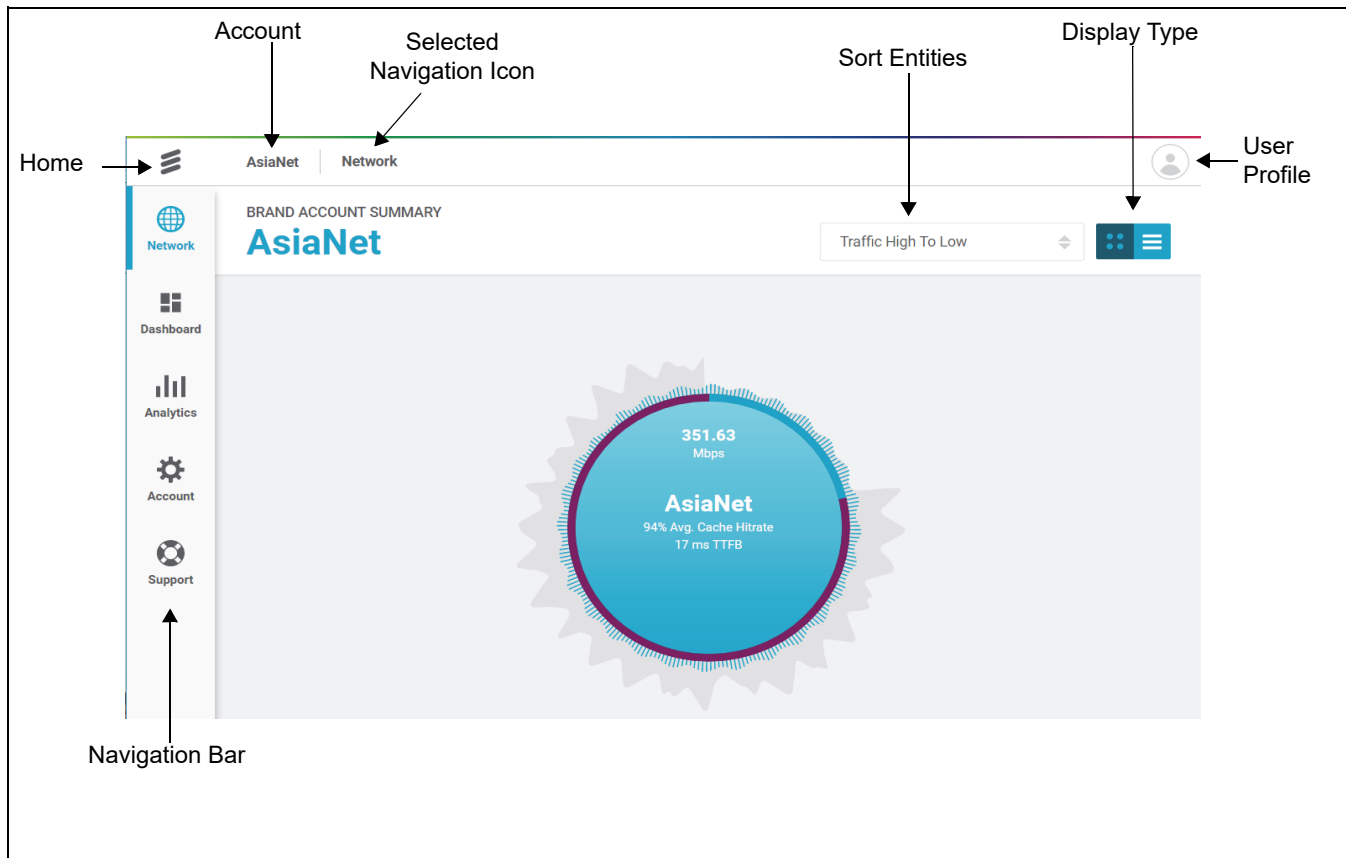 Account
Selected
Navigation Icon
Sort Entities
Display Type
Home
AsiaNet
Network
User
Profile
Network
BRAND ACCOUNT SUMMARY
AsiaNet
Traffic High To Low
Dashboard
Analytics
Account
Support
351.63
Mbps
AsiaNet
94% Avg. Cache Hitrate
17 ms TTFB
Navigation Bar